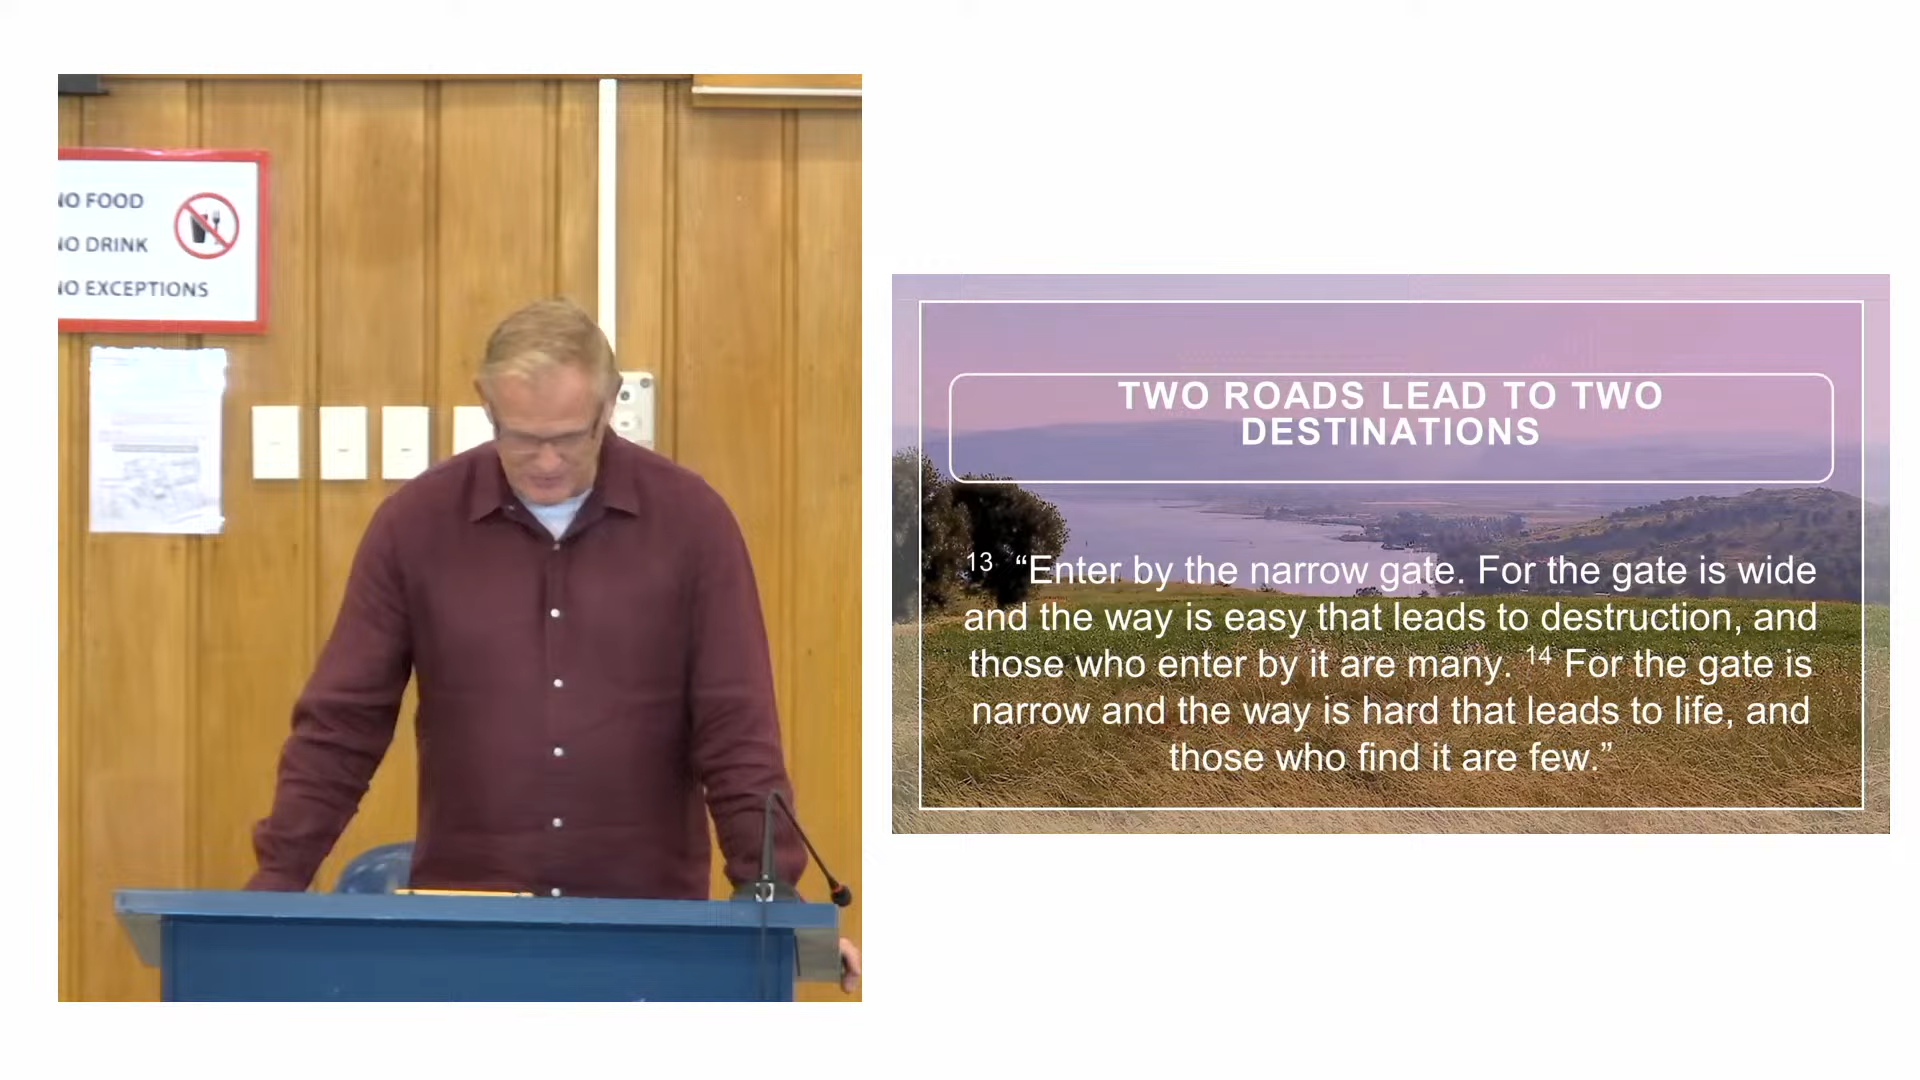 NO FOOD
NO DRINK
NO EXCEPTIONS
TWO ROADS LEAD TO TWO
DESTINATIONS
13 “Enter by the narrow gate. For the gate is wide
and the way is easy that leads to destruction, and
those who enter by it are many. 14 For the gate is
narrow and the way is hard that leads to life, and
those who find it are few.”